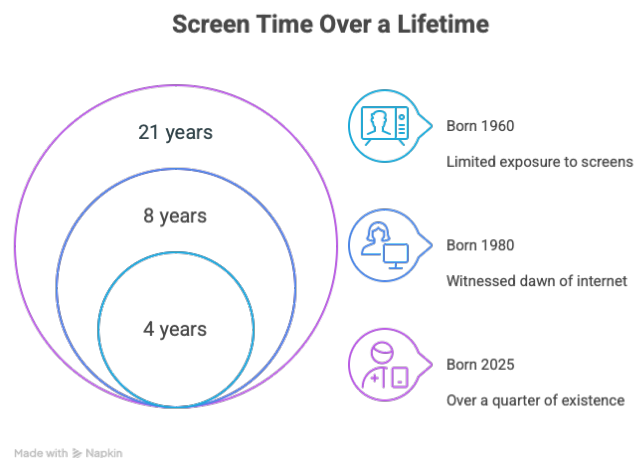 Screen Time Over a Lifetime
21 years
8 years
4 years
Born 1960
Limited exposure to screens
Born 1980
Witnessed dawn of internet
Born 2025
Over a quarter of existence
Made with Napkin